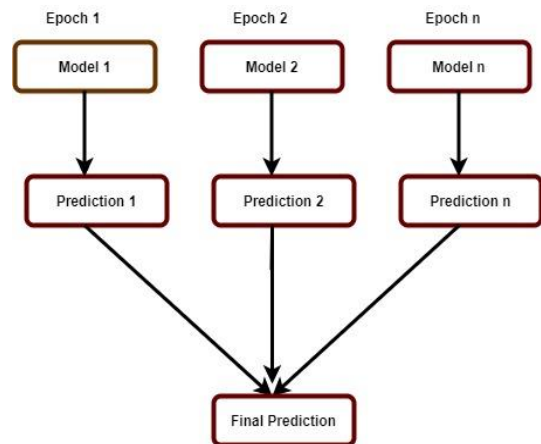 Epoch 1
Epoch 2
Epoch n
Model 1
Model 2
Model n
Prediction 1
Prediction 2
Prediction n
Final Prediction